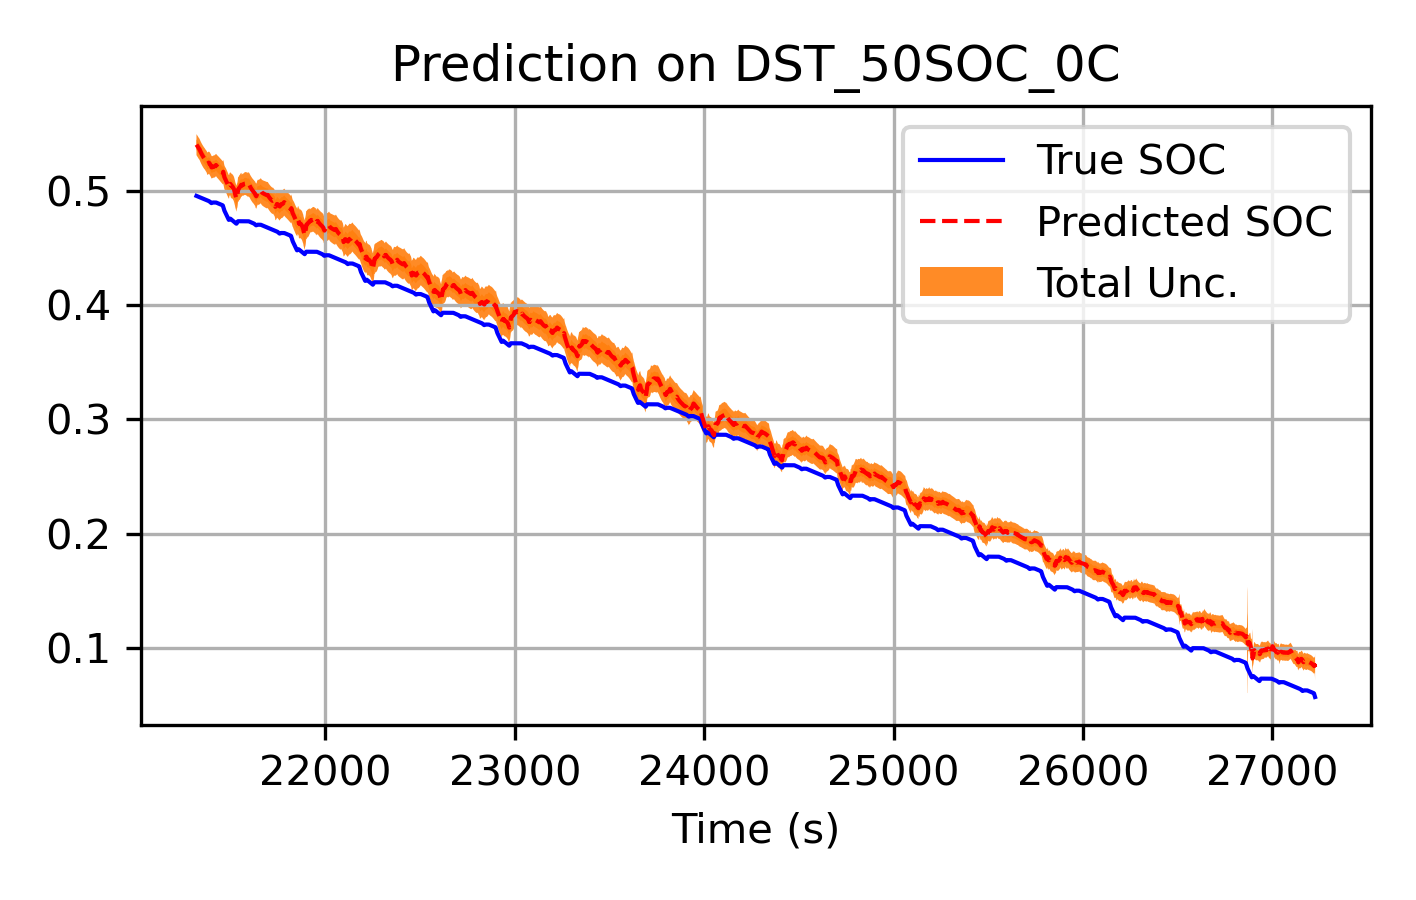 Prediction on DST_50SOC_0C
True SOC
Predicted SOC
Total Unc.
0.5
0.4
0.3
0.2
0.1
22000 23000 24000 25000 26000 27000
Time (s)